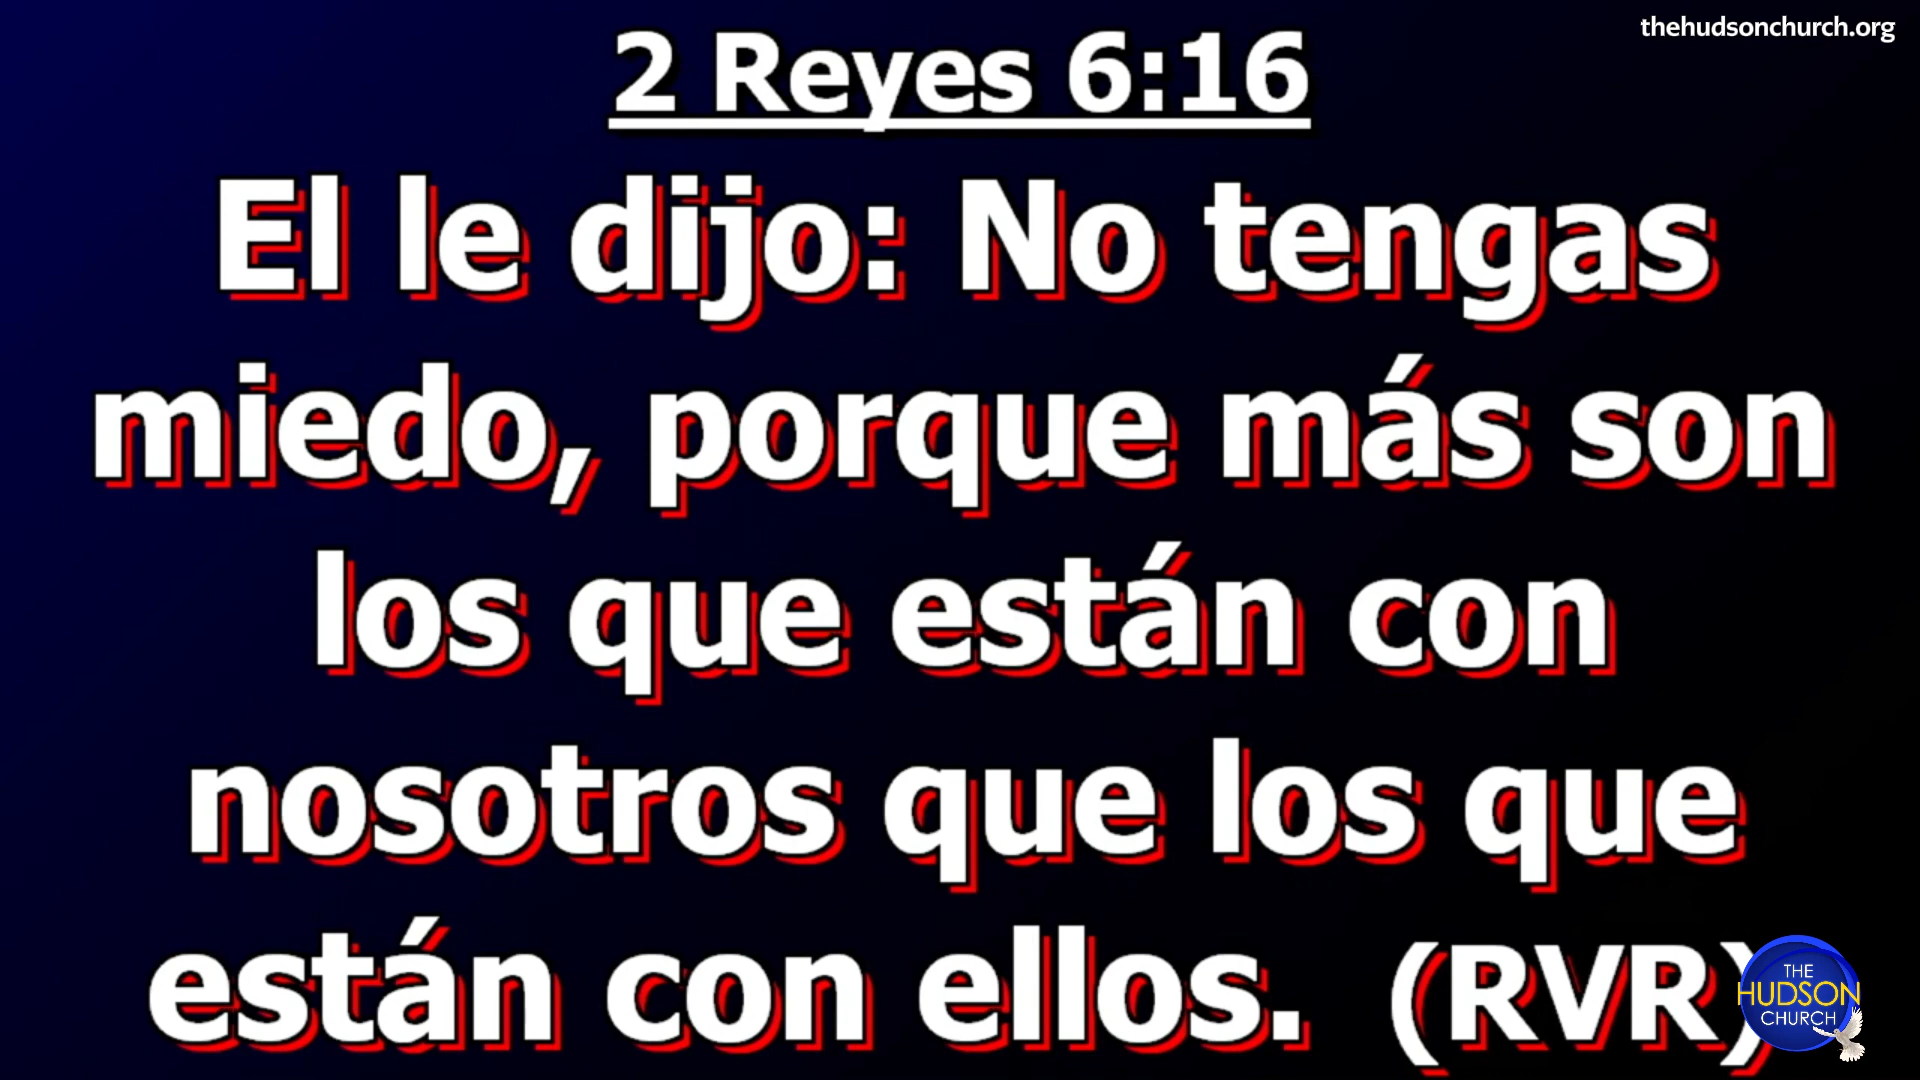 thehudsonchurch.org
2 Reyes 6:16
El le dijo: No tengas
miedo, porque más son
los que están con
nosotros que los que
están con ellos. (RVR)
THE
HUDSON
CHURCH